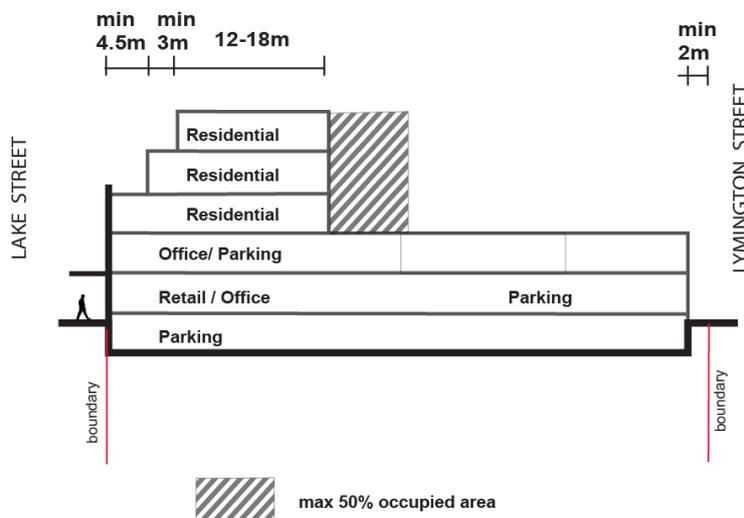 min
4.5m
min
3m
12-18m
min
2m
LAKE STREET
LYMINGTON STREET
Residential
Residential
Residential
Office/ Parking
Retail / Office
Parking
Parking
boundary
boundary
max 50% occupied area